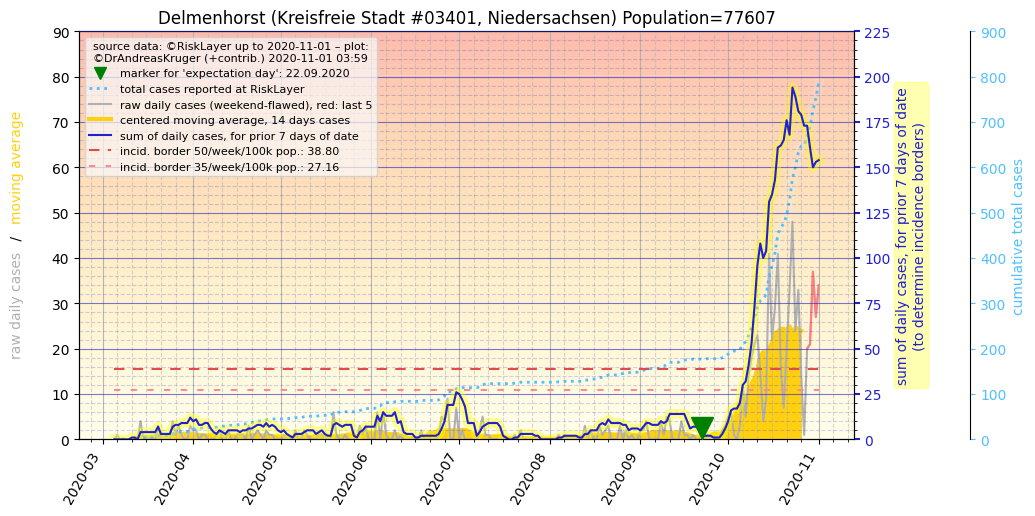 Delmenhorst (Kreisfreie Stadt #03401, Niedersachsen) Population=77607
source data: ©RiskLayer up to 2020-11-01 – plot:
©DrAndreasKruger (+contrib.) 2020-11-01 03:59
marker for 'expectation day': 22.09.2020
total cases reported at RiskLayer
raw daily cases (weekend-flawed), red: last 5
centered moving average, 14 days cases
sum of daily cases, for prior 7 days of date
incid. border 50/week/100k pop.: 38.80
incid. border 35/week/100k pop.: 27.16
raw daily cases / moving average
90
80
70
60
50
40
30
20
10
0
225
200
175
150
125
100
75
50
25
0
sum of daily cases, for prior 7 days of date
(to determine incidence borders)
900
800
700
600
500
400
300
200
100
0
cumulative total cases
2020-03
2020-04
2020-05
2020-06
2020-07
2020-08
2020-09
2020-10
2020-11